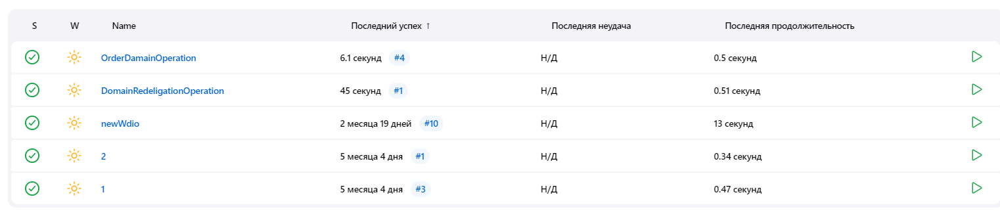 S W Name Последний успех ↑ Последняя неудача Последняя продолжительность
OrderDamainOperation 6.1 секунд #4 Н/Д 0.5 секунд
DomainRedeligationOperation 45 секунд #1 Н/Д 0.51 секунд
newWdio 2 месяца 19 дней #10 Н/Д 13 секунд
2 5 месяца 4 дня #1 Н/Д 0.34 секунд
1 5 месяца 4 дня #3 Н/Д 0.47 секунд